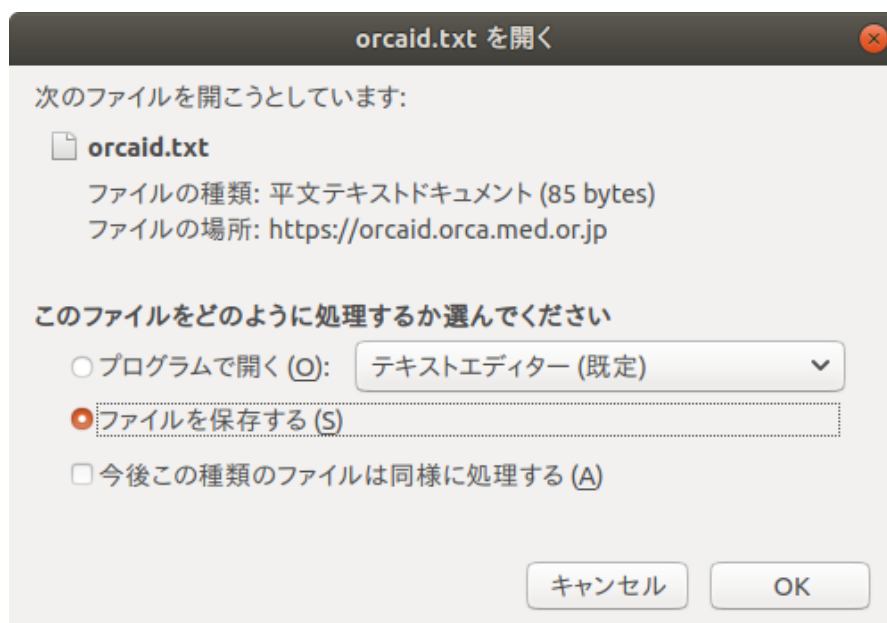 orcaid.txt を開く
次のファイルを開こうとしています:
orcaid.txt
ファイルの種類: 平文テキストドキュメント (85 bytes)
ファイルの場所: https://orcaid.orca.med.or.jp
このファイルをどのように処理するか選んでください
プログラムで開く (O): テキストエディター (既定)
ファイルを保存する (S)
今後この種類のファイルは同様に処理する (A)
キャンセル OK